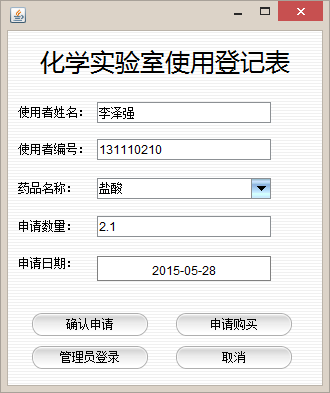 化学实验室使用登记表
使用者姓名： 李泽强
使用者编号： 131110210
药品名称： 盐酸
申请数量： 2.1
申请日期： 2015-05-28
确认申请 申请购买
管理员登录 取消